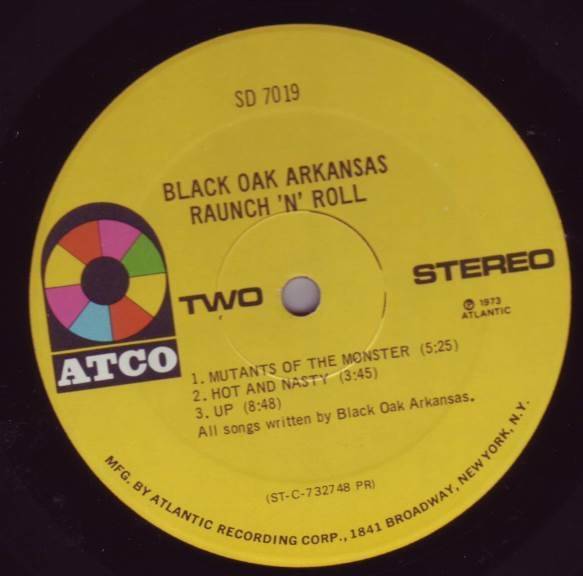 SD 7019
BLACK OAK ARKANSAS
RAUNCH 'N' ROLL
ATCO
TWO
STEREO
Ⓟ 1973
ATLANTIC
1. MUTANTS OF THE MONSTER (5:25)
2. HOT AND NASTY (3:45)
3. UP (8:48)
All songs written by Black Oak Arkansas.
(ST-C-732748 PR)
MFG. BY ATLANTIC RECORDING CORP., 1841 BROADWAY, NEW YORK, N.Y.